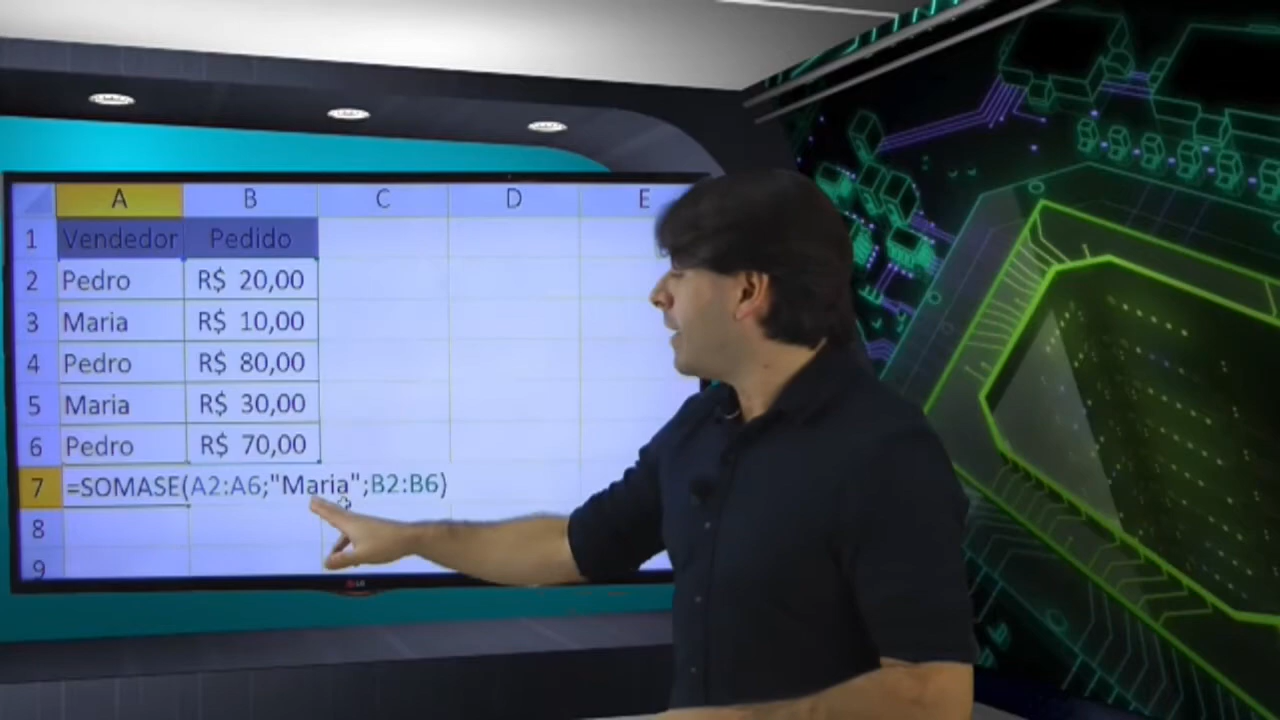 A B C D E
1 Vendedor Pedido
2 Pedro R$ 20,00
3 Maria R$ 10,00
4 Pedro R$ 80,00
5 Maria R$ 30,00
6 Pedro R$ 70,00
7 =SOMASE(A2:A6;"Maria";B2:B6)
8
9
LG